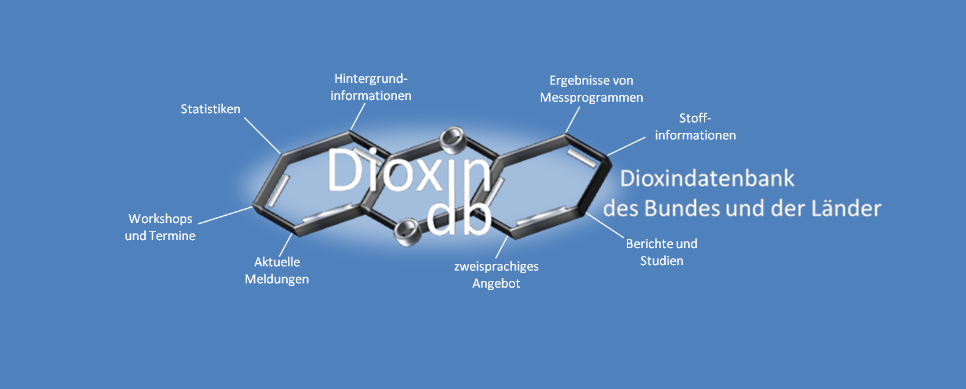 Hintergrund-
informationen
Ergebnisse von
Messprogrammen
Statistiken
Stoff-
informationen
Dioxin
db
Dioxindatenbank
des Bundes und der Länder
Workshops
und Termine
Berichte und
Studien
Aktuelle
Meldungen
zweisprachiges
Angebot